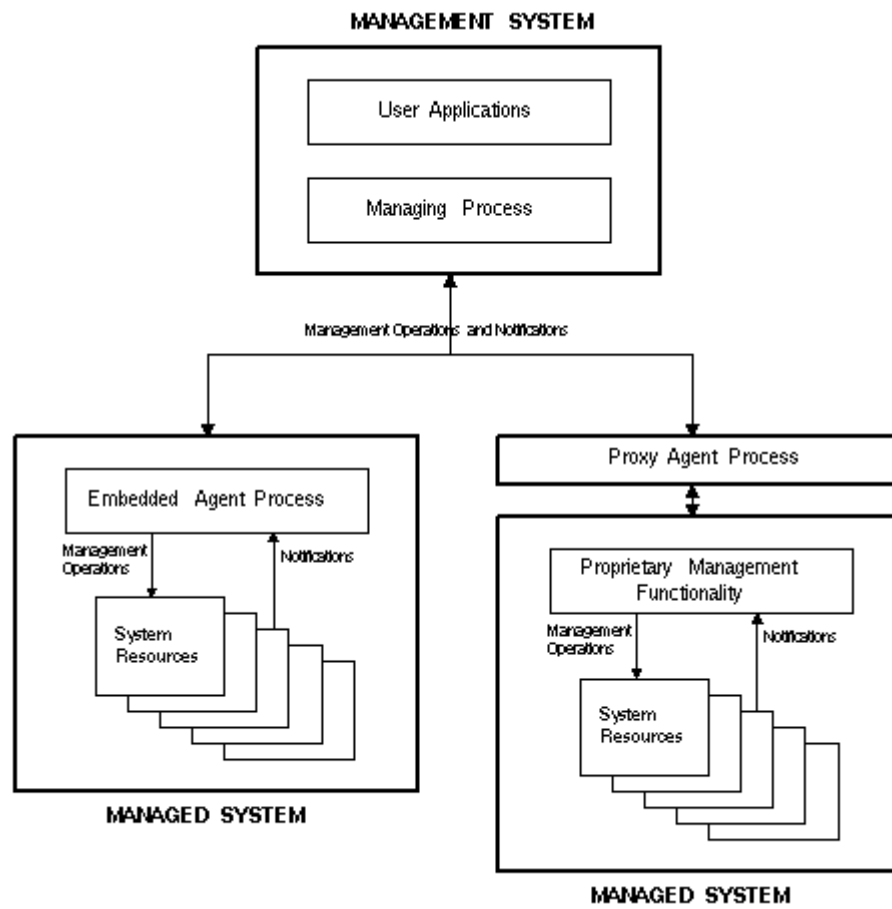 MANAGEMENT SYSTEM
User Applications
Managing Process
Management Operations and Notifications
Embedded Agent Process
Management
Operations
Notifications
System
Resources
MANAGED SYSTEM
Proxy Agent Process
Proprietary Management
Functionality
Management
Operations
Notifications
System
Resources
MANAGED SYSTEM